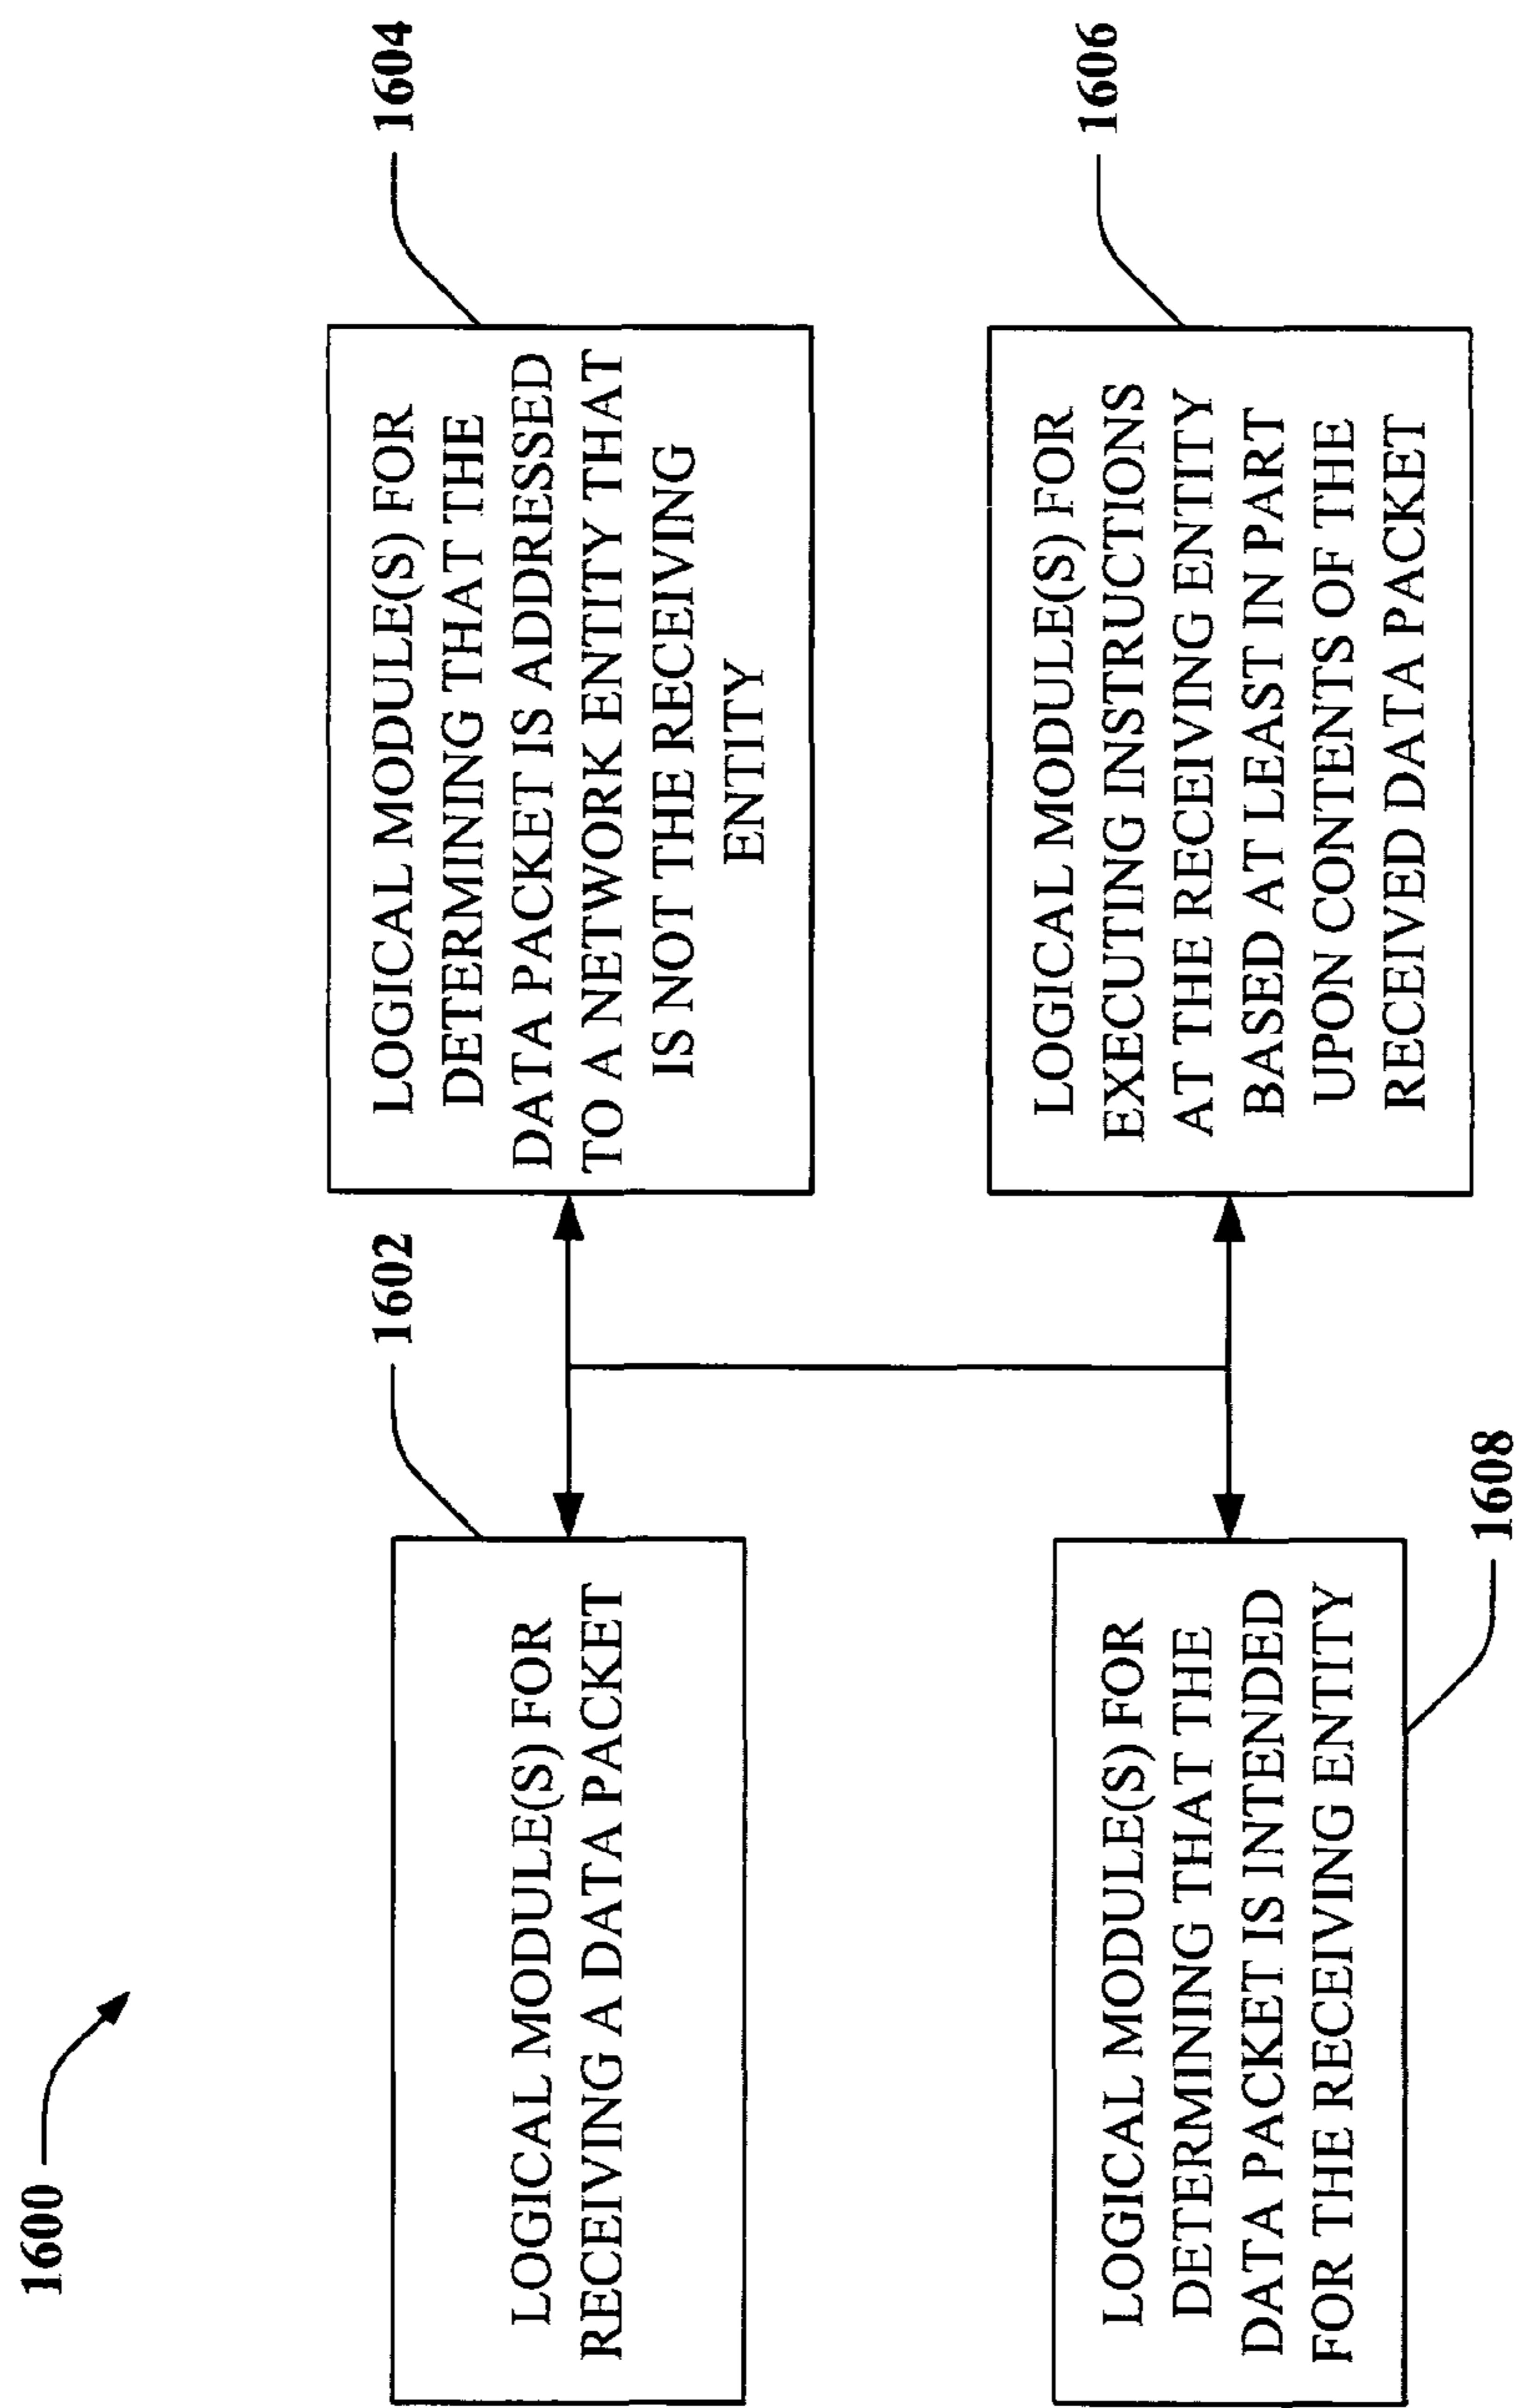 1600
1602
LOGICAL MODULE(S) FOR
RECEIVING A DATA PACKET
1604
LOGICAL MODULE(S) FOR
DETERMINING THAT THE
DATA PACKET IS ADDRESSED
TO A NETWORK ENTITY THAT
IS NOT THE RECEIVING
ENTITY
LOGICAL MODULE(S) FOR
DETERMINING THAT THE
DATA PACKET IS INTENDED
FOR THE RECEIVING ENTITY
1608
1606
LOGICAL MODULE(S) FOR
EXECUTING INSTRUCTIONS
AT THE RECEIVING ENTITY
BASED AT LEAST IN PART
UPON CONTENTS OF THE
RECEIVED DATA PACKET